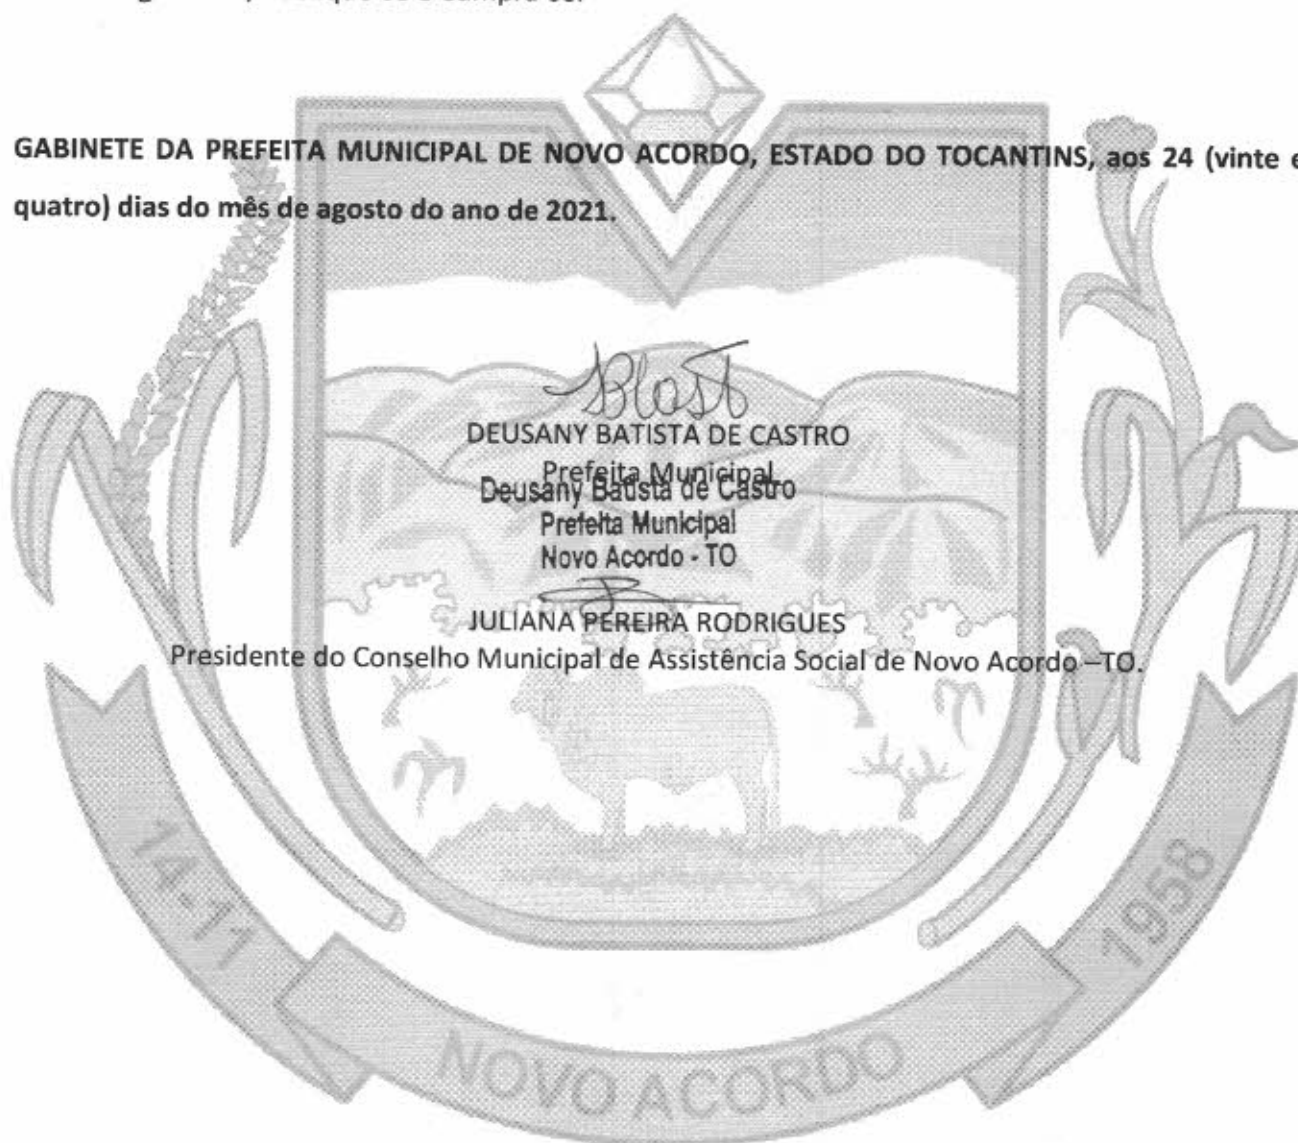 GABINETE DA PREFEITA MUNICIPAL DE NOVO ACORDO, ESTADO DO TOCANTINS, aos 24 (vinte e
quatro) dias do mês de agosto do ano de 2021.
DEUSANY BATISTA DE CASTRO
Prefeita Municipal
Deusany Batista de Castro
Prefeita Municipal
Novo Acordo - TO
JULIANA PEREIRA RODRIGUES
Presidente do Conselho Municipal de Assistência Social de Novo Acordo –TO.
14-11
NOVO ACORDO
1958